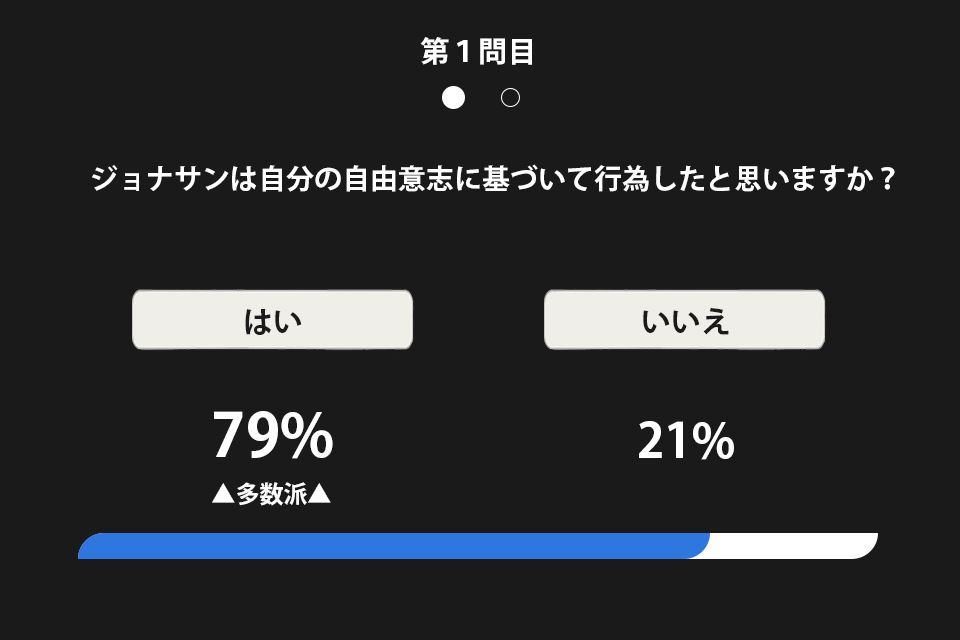 第１問目
ジョナサンは自分の自由意志に基づいて行為したと思いますか？
はい
いいえ
79%
21%
▲多数派▲